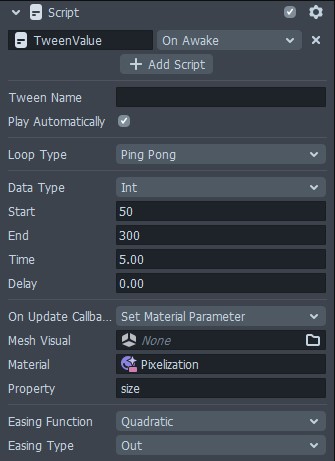 Script
TweenValue On Awake
+ Add Script
Tween Name
Play Automatically
Loop Type Ping Pong
Data Type Int
Start 50
End 300
Time 5.00
Delay 0.00
On Update Callba... Set Material Parameter
Mesh Visual None
Material Pixelization
Property size
Easing Function Quadratic
Easing Type Out